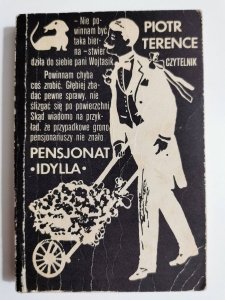 – Nie po-
winnam być
taka bier-
na –stwier-
dziła do siebie pani Wojtasik.
Powinnam chyba
coś zrobić. Głębiej zba-
dać pewne sprawy, nie
ślizgać się po powierzchni.
Skąd wiadomo na przyk-
ład, że przypadkowe grono
pensjonariuszy nie znało
PENSJONAT
•IDYLLA•
PIOTR
TERENCE
CZYTELNIK